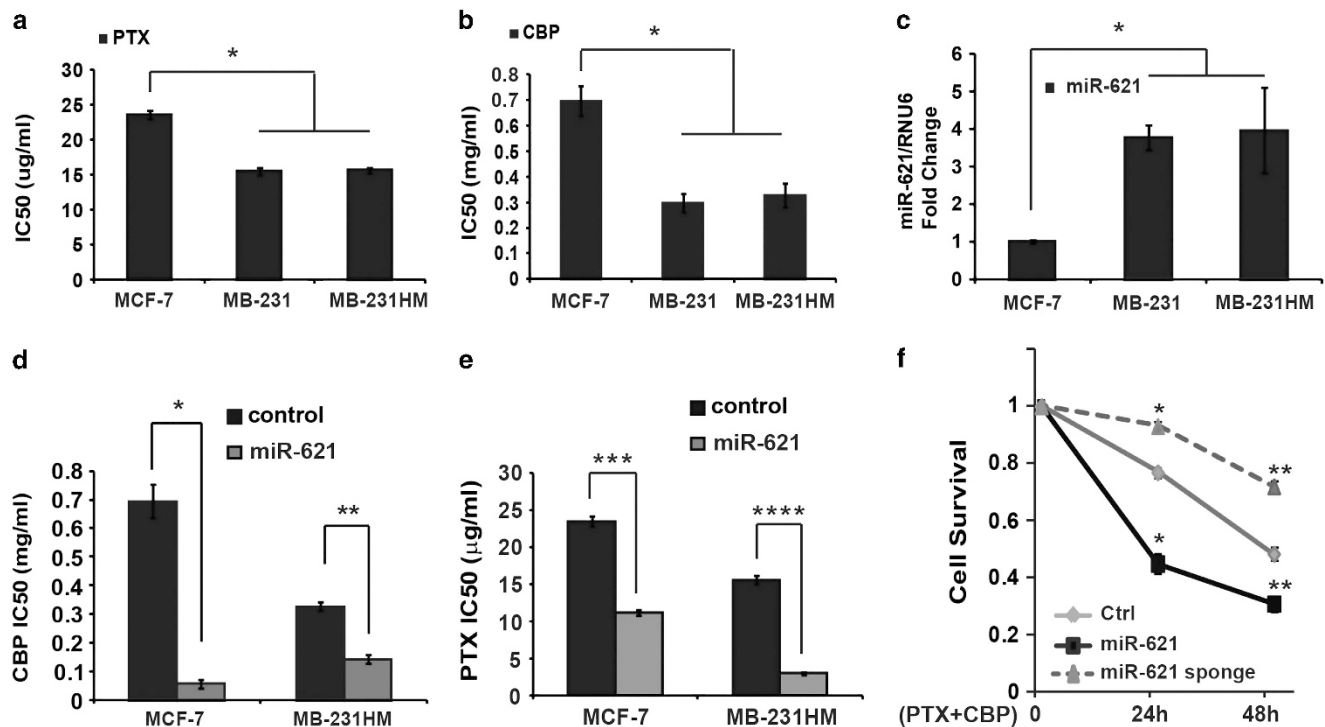 a
PTX
*
IC50 (ug/ml)
30
25
20
15
10
5
0
MCF-7 MB-231 MB-231HM
b
CBP
*
IC50 (mg/ml)
0.8
0.7
0.6
0.5
0.4
0.3
0.2
0.1
0
MCF-7 MB-231 MB-231HM
c
*
miR-621
miR-621/RNU6
Fold Change
6
5
4
3
2
1
0
MCF-7 MB-231 MB-231HM
d
control
miR-621
*
**
CBP IC50 (mg/ml)
0.8
0.7
0.6
0.5
0.4
0.3
0.2
0.1
0
MCF-7 MB-231HM
e
control
miR-621
***
****
PTX IC50 (μg/ml)
30
25
20
15
10
5
0
MCF-7 MB-231HM
f
Cell Survival
1
0.8
0.6
0.4
0.2
0
*
**
*
**
Ctrl
miR-621
miR-621 sponge
(PTX+CBP) 0 24h 48h